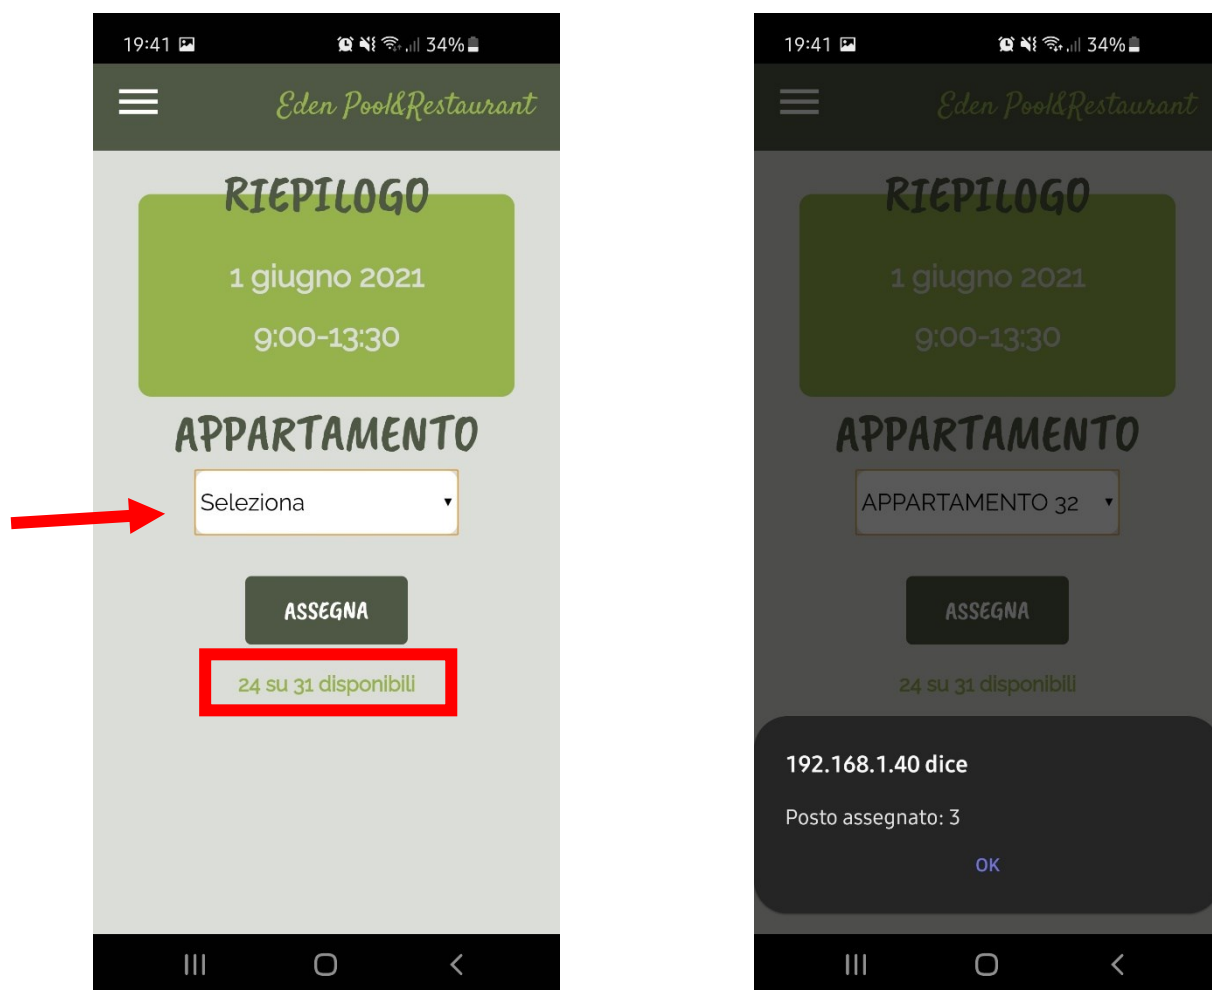 19:41
34%
Eden Pool&Restaurant
RIEPILOGO
1 giugno 2021
9:00-13:30
APPARTAMENTO
Seleziona
ASSEGNA
24 su 31 disponibili
19:41
34%
Eden Pool&Restaurant
RIEPILOGO
1 giugno 2021
9:00-13:30
APPARTAMENTO
APPARTAMENTO 32
ASSEGNA
24 su 31 disponibili
192.168.1.40 dice
Posto assegnato: 3
OK